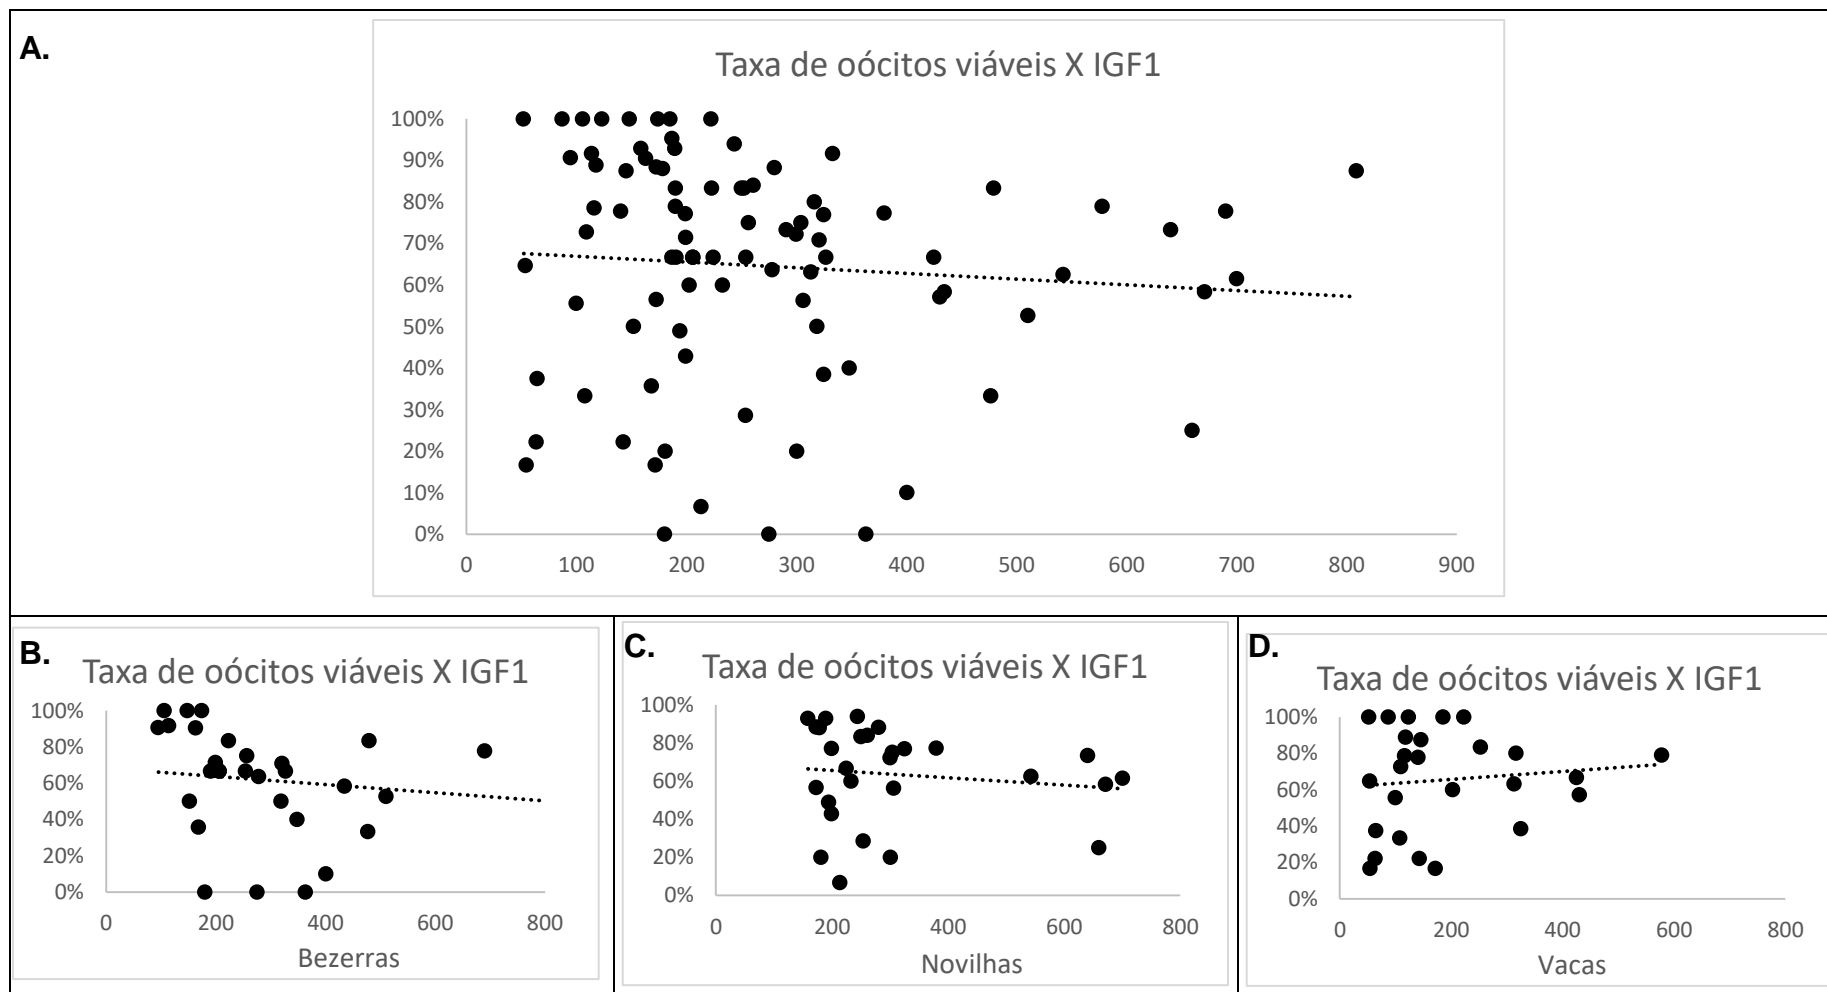 A.
Taxa de oócitos viáveis X IGF1
100%
90%
80%
70%
60%
50%
40%
30%
20%
10%
0%
0 100 200 300 400 500 600 700 800 900
B.
Taxa de oócitos viáveis X IGF1
100%
80%
60%
40%
20%
0%
0 200 400 600 800
Bezerras
C.
Taxa de oócitos viáveis X IGF1
100%
80%
60%
40%
20%
0%
0 200 400 600 800
Novilhas
D.
Taxa de oócitos viáveis X IGF1
100%
80%
60%
40%
20%
0%
0 200 400 600 800
Vacas